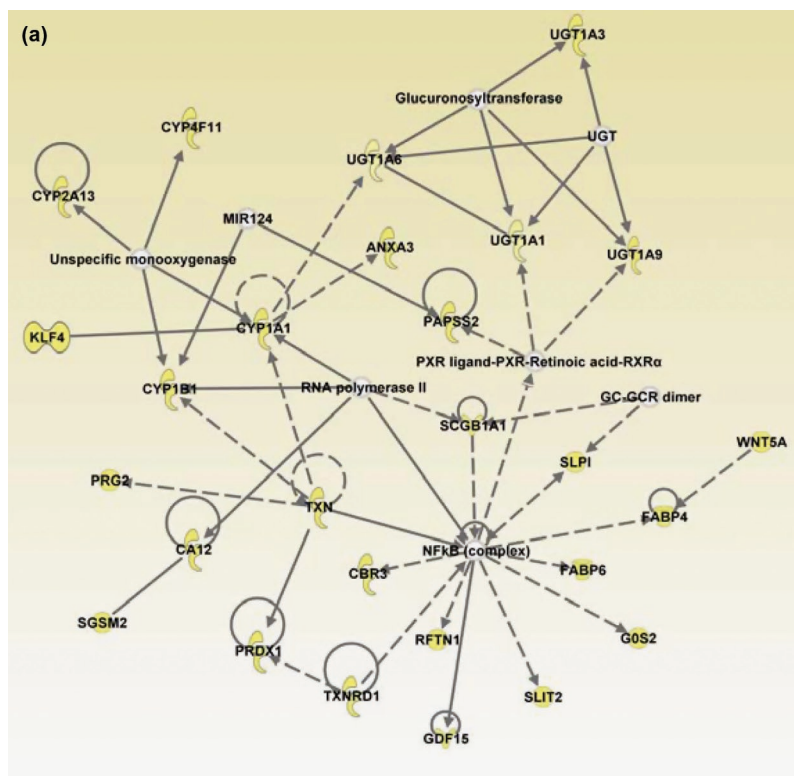 (a)
UGT1A3
Glucuronosyltransferase
CYP4F11
UGT
UGT1A6
CYP2A13
MIR124
ANXA3
UGT1A1
UGT1A9
Unspecific monooxygenase
CYP1A1
PAPSS2
KLF4
PXR ligand-PXR-Retinoic acid-RXRα
CYP1B1
RNA polymerase II
GC-GCR dimer
SCGB1A1
WNT5A
SLPI
PRG2
TXN
FABP4
CA12
NFkB (complex)
CBR3
FABP6
SGSM2
PRDX1
RFTN1
G0S2
TXNRD1
SLIT2
GDF15